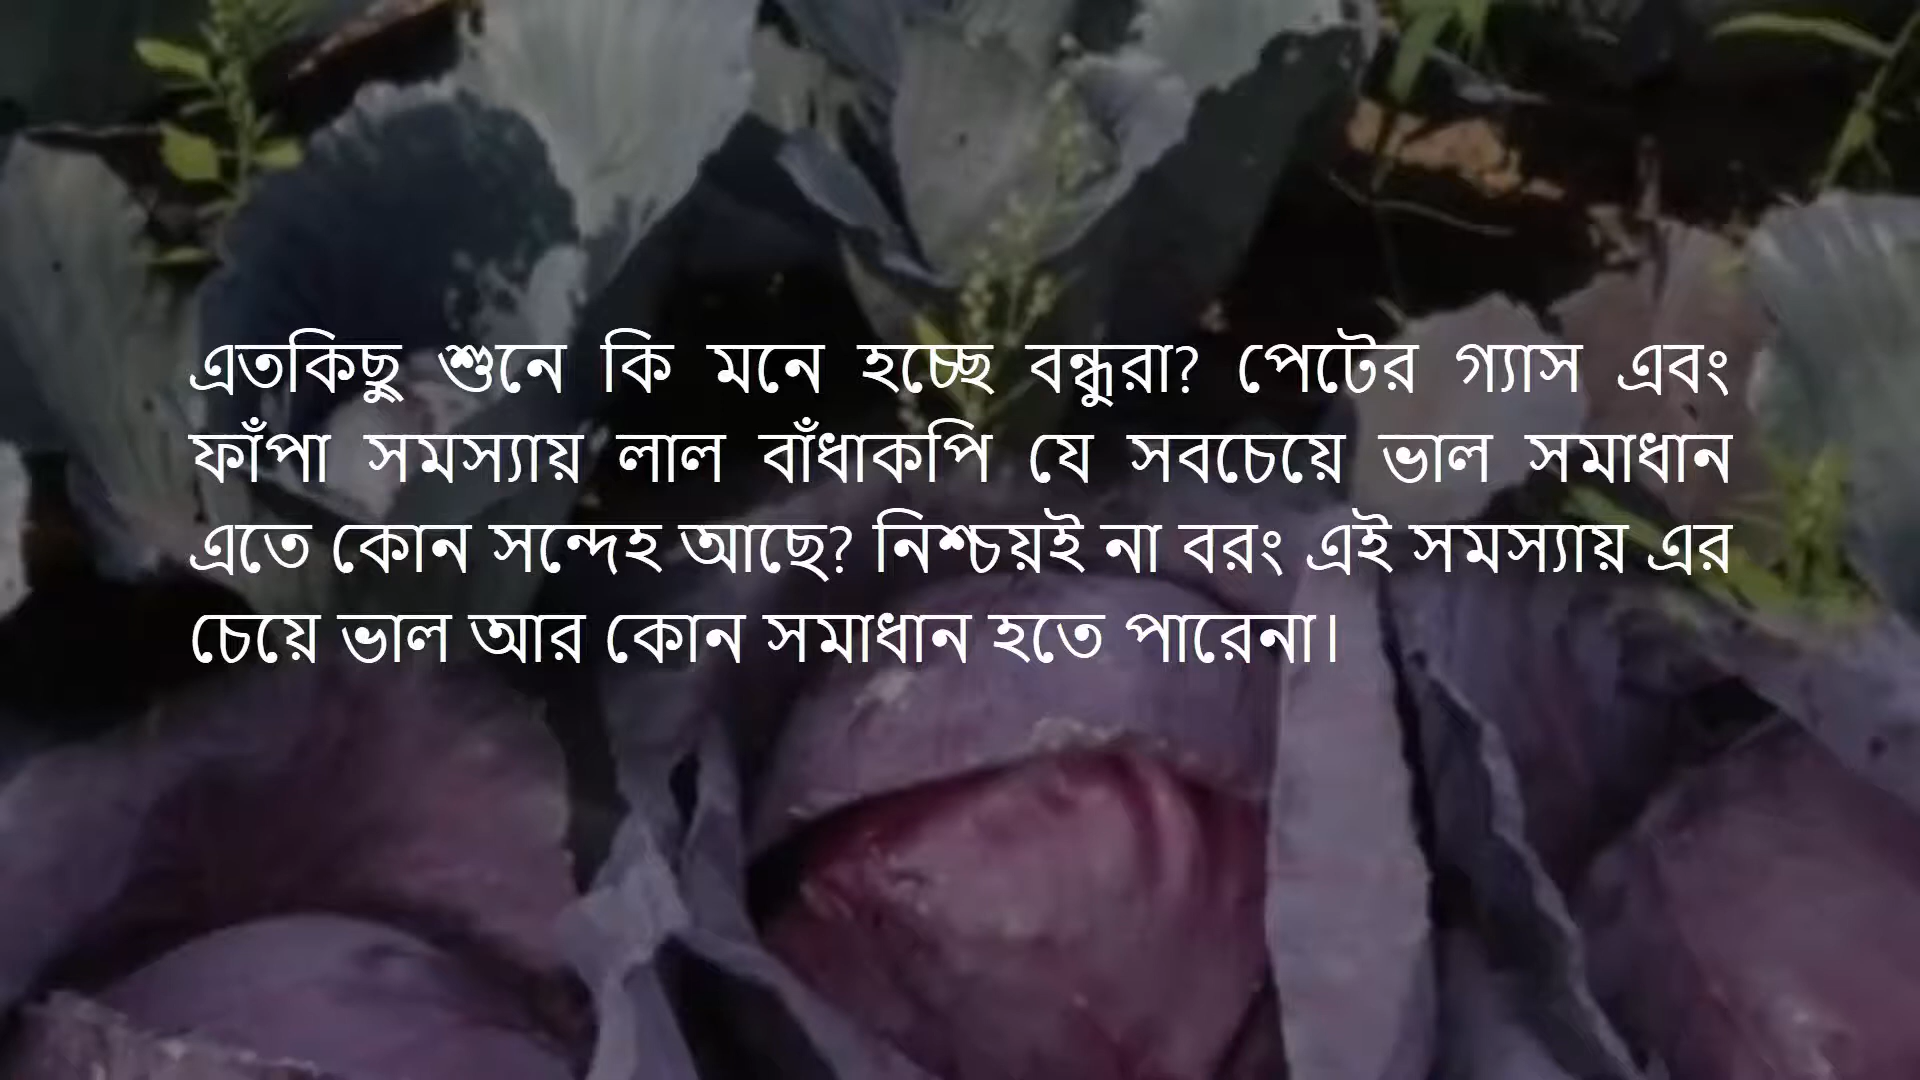 এতকিছু শুনে কি মনে হচ্ছে বন্ধুরা? পেটের গ্যাস এবং
ফাঁপা সমস্যায় লাল বাঁধাকপি যে সবচেয়ে ভাল সমাধান
এতে কোন সন্দেহ আছে? নিশ্চয়ই না বরং এই সমস্যায় এর
চেয়ে ভাল আর কোন সমাধান হতে পারেনা।